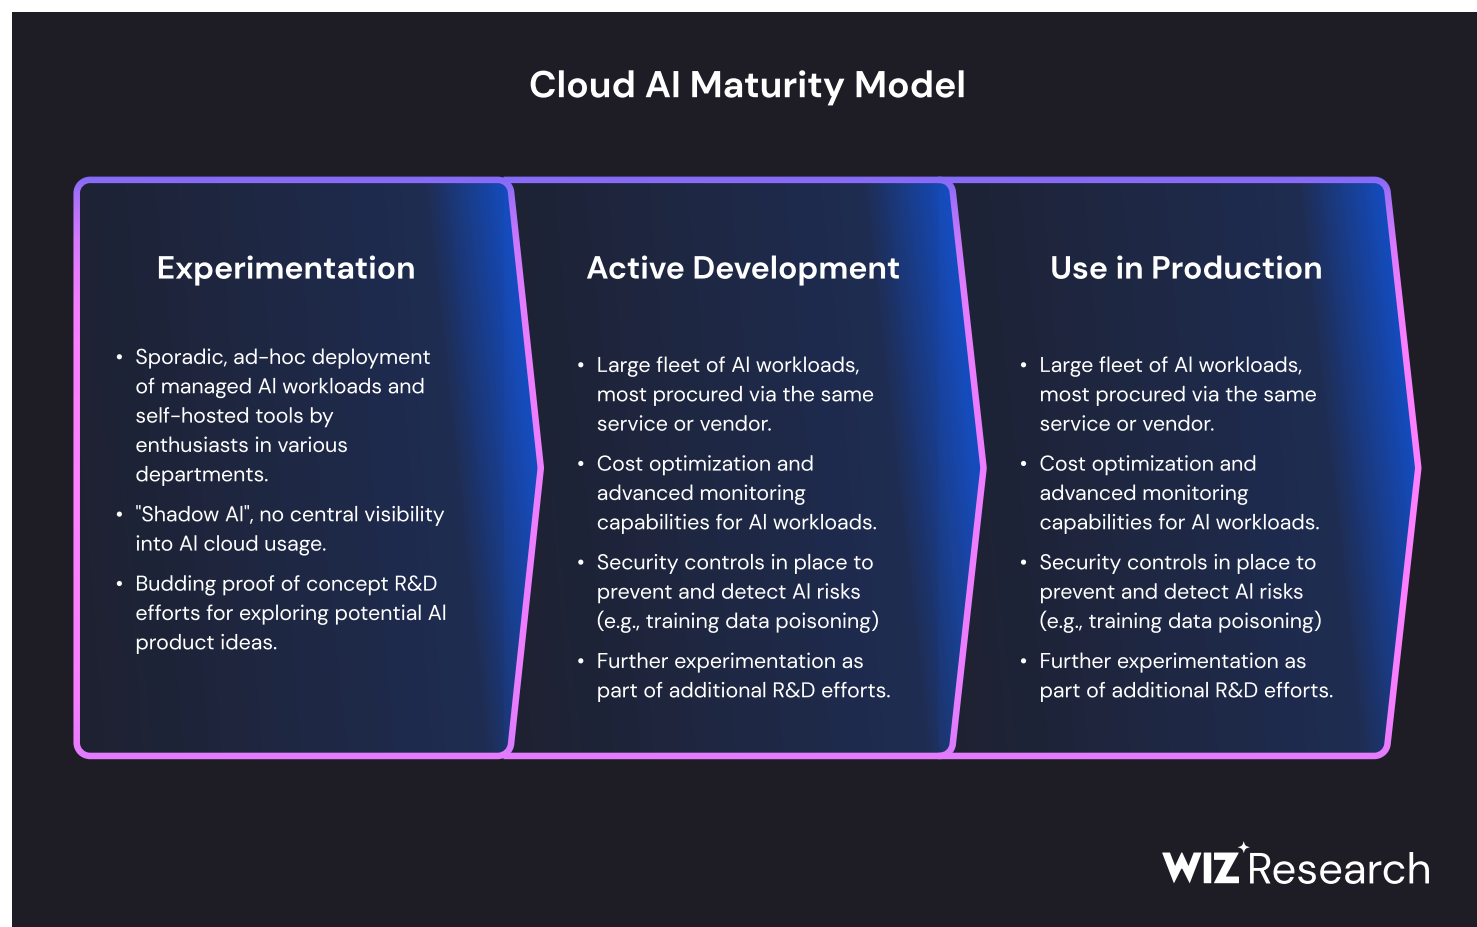 Cloud AI Maturity Model
Experimentation
• Sporadic, ad-hoc deployment
of managed AI workloads and
self-hosted tools by
enthusiasts in various
departments.
• "Shadow AI", no central visibility
into AI cloud usage.
• Budding proof of concept R&D
efforts for exploring potential AI
product ideas.
Active Development
• Large fleet of AI workloads,
most procured via the same
service or vendor.
• Cost optimization and
advanced monitoring
capabilities for AI workloads.
• Security controls in place to
prevent and detect AI risks
(e.g., training data poisoning)
• Further experimentation as
part of additional R&D efforts.
Use in Production
• Large fleet of AI workloads,
most procured via the same
service or vendor.
• Cost optimization and
advanced monitoring
capabilities for AI workloads.
• Security controls in place to
prevent and detect AI risks
(e.g., training data poisoning)
• Further experimentation as
part of additional R&D efforts.
WIZ Research